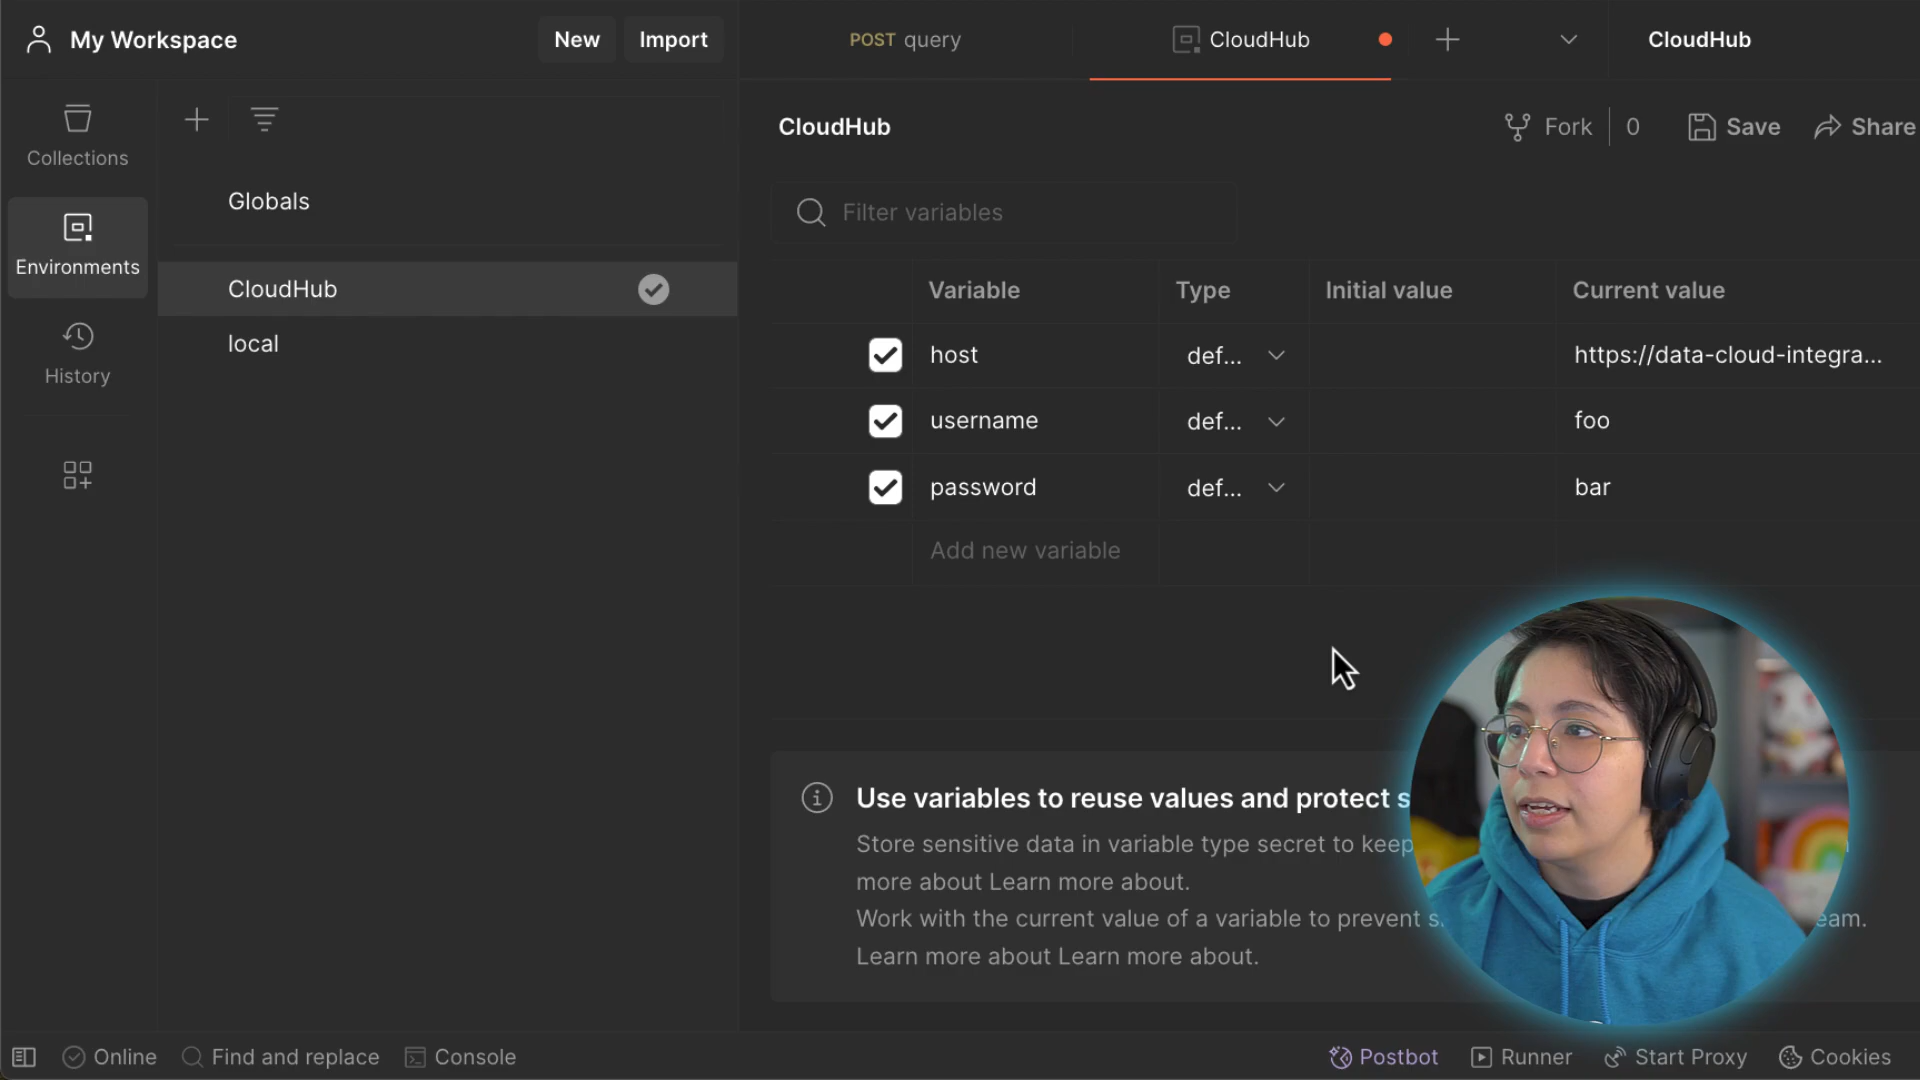 My Workspace
New
Import
POST query
CloudHub
CloudHub
Collections
Environments
History
Globals
CloudHub
local
CloudHub
Fork
0
Save
Share
Filter variables
Variable
Type
Initial value
Current value
host
def...
https://data-cloud-integra...
username
def...
foo
password
def...
bar
Add new variable
Use variables to reuse values and protect s
Store sensitive data in variable type secret to keep
more about Learn more about.
Work with the current value of a variable to prevent s eam.
Learn more about Learn more about.
Online
Find and replace
Console
Postbot
Runner
Start Proxy
Cookies